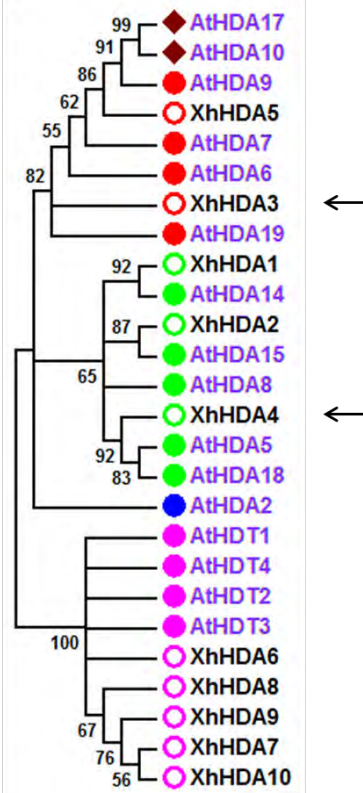 99 AtHDA17
91 AtHDA10
86 AtHDA9
62 XhHDA5
55 AtHDA7
AtHDA6
82 XhHDA3
AtHDA19
92 XhHDA1
AtHDA14
87 XhHDA2
AtHDA15
65 AtHDA8
XhHDA4
92 AtHDA5
83 AtHDA18
AtHDA2
AtHDT1
AtHDT4
AtHDT2
AtHDT3
100 XhHDA6
XhHDA8
67 XhHDA9
76 XhHDA7
56 XhHDA10